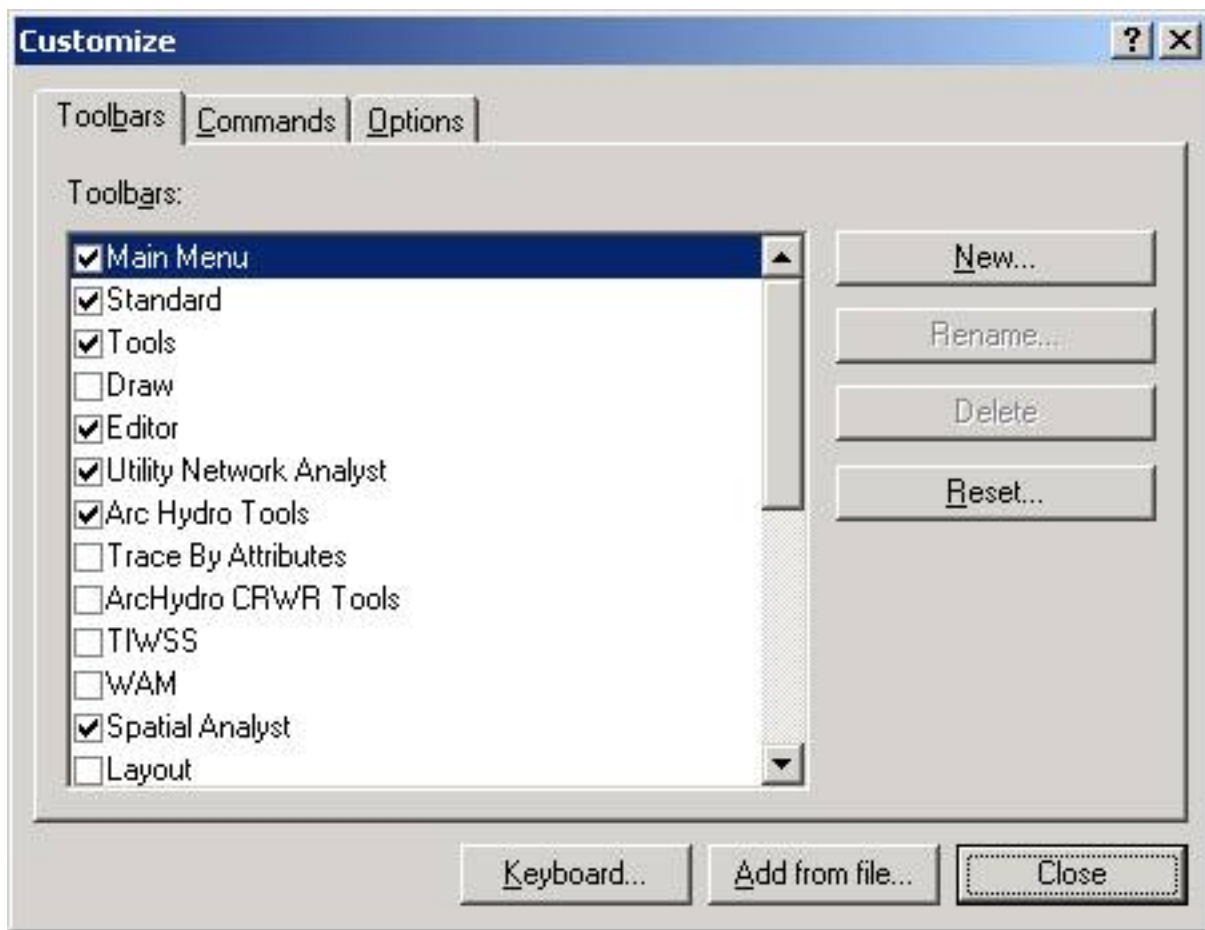 Customize
Toolbars Commands Options
Toolbars:
Main Menu
Standard
Tools
Draw
Editor
Utility Network Analyst
Arc Hydro Tools
Trace By Attributes
ArcHydro CRWR Tools
TIWSS
WAM
Spatial Analyst
Layout
New...
Rename...
Delete
Reset...
Keyboard... Add from file... Close